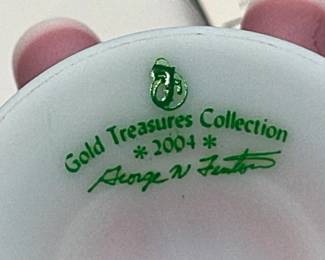 F
Gold Treasures Collection
* 2004 *
George W Fenton